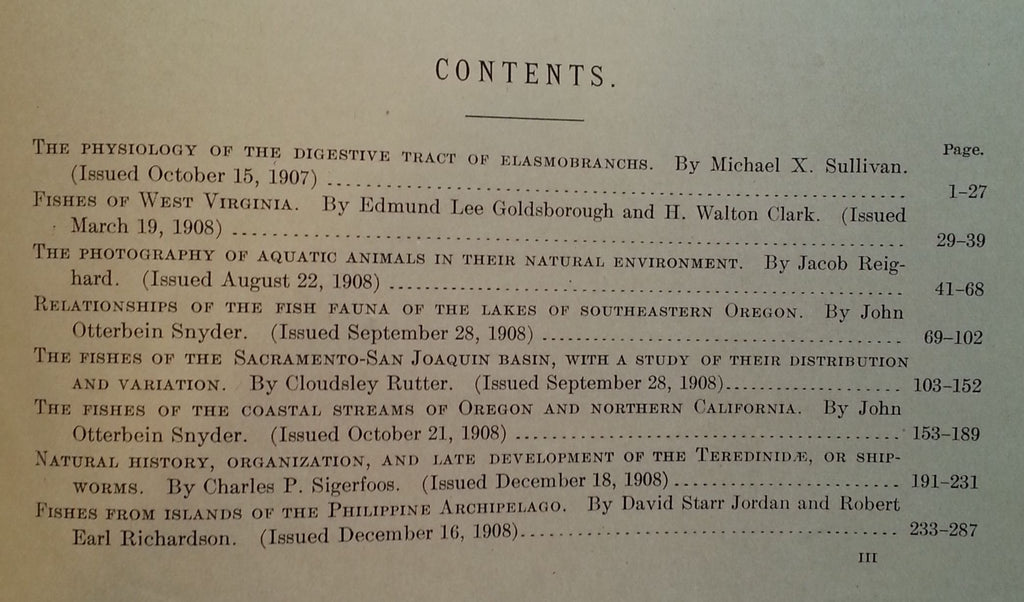 CONTENTS.
Page.
THE PHYSIOLOGY OF THE DIGESTIVE TRACT OF ELASMOBRANCHS. By Michael X. Sullivan.
(Issued October 15, 1907) 1–27
FISHES OF WEST VIRGINIA. By Edmund Lee Goldsborough and H. Walton Clark. (Issued
March 19, 1908) 29–39
THE PHOTOGRAPHY OF AQUATIC ANIMALS IN THEIR NATURAL ENVIRONMENT. By Jacob Reig-
hard. (Issued August 22, 1908) 41–68
RELATIONSHIPS OF THE FISH FAUNA OF THE LAKES OF SOUTHEASTERN OREGON. By John
Otterbein Snyder. (Issued September 28, 1908) 69–102
THE FISHES OF THE SACRAMENTO-SAN JOAQUIN BASIN, WITH A STUDY OF THEIR DISTRIBUTION
AND VARIATION. By Cloudsley Rutter. (Issued September 28, 1908) 103–152
THE FISHES OF THE COASTAL STREAMS OF OREGON AND NORTHERN CALIFORNIA. By John
Otterbein Snyder. (Issued October 21, 1908) 153–189
NATURAL HISTORY, ORGANIZATION, AND LATE DEVELOPMENT OF THE TEREDINIDÆ, OR SHIP-
WORMS. By Charles P. Sigerfoos. (Issued December 18, 1908) 191–231
FISHES FROM ISLANDS OF THE PHILIPPINE ARCHIPELAGO. By David Starr Jordan and Robert
Earl Richardson. (Issued December 16, 1908) 233–287
III